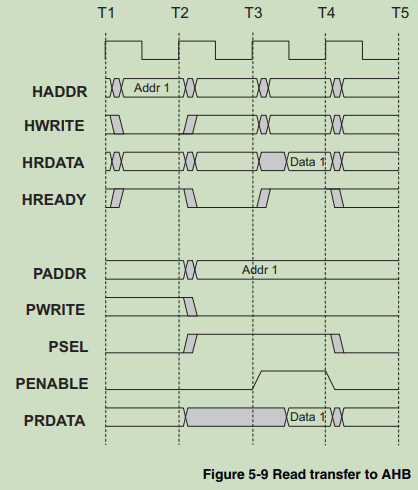 T1 T2 T3 T4 T5
HADDR Addr 1
HWRITE
HRDATA Data 1
HREADY
PADDR Addr 1
PWRITE
PSEL
PENABLE
PRDATA Data 1
Figure 5-9 Read transfer to AHB